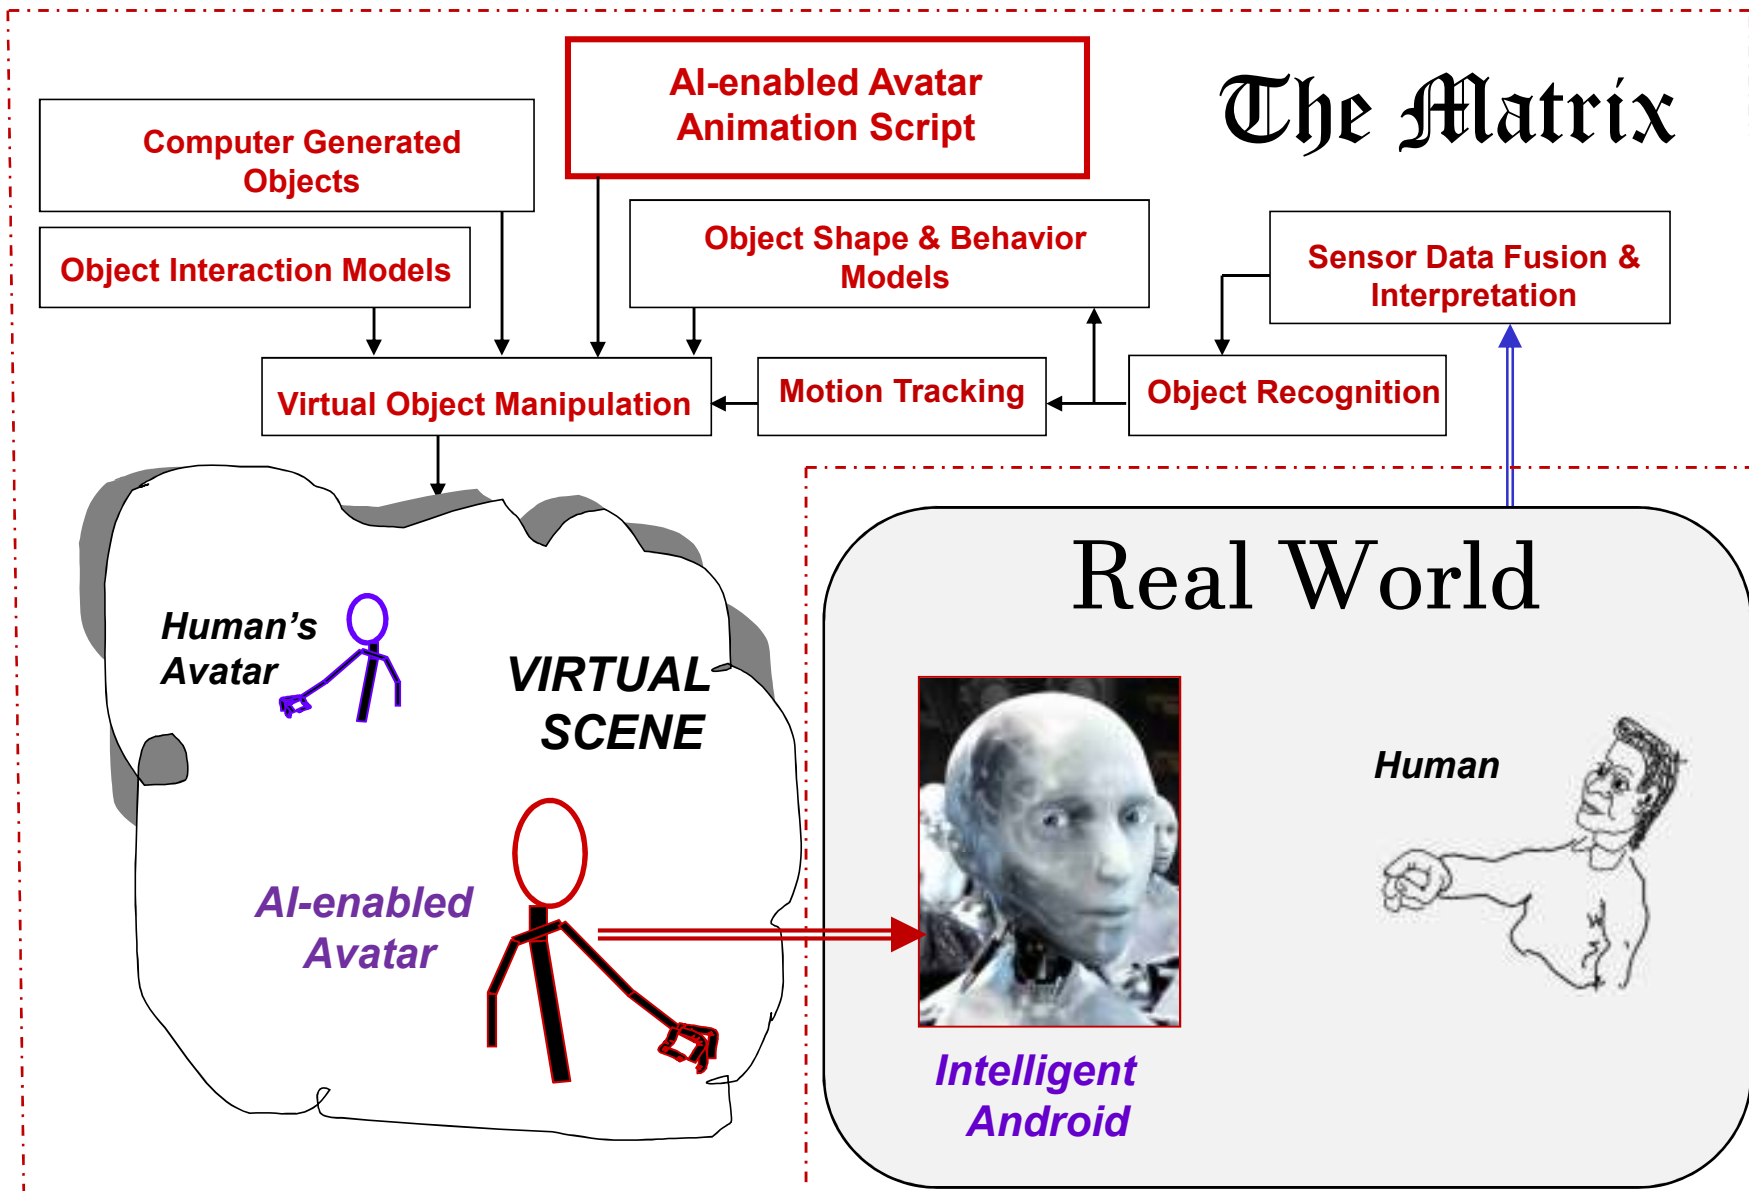 AI-enabled Avatar
Animation Script
The Matrix
Computer Generated
Objects
Object Interaction Models
Object Shape & Behavior
Models
Sensor Data Fusion &
Interpretation
Virtual Object Manipulation
Motion Tracking
Object Recognition
Real World
Human's
Avatar
VIRTUAL
SCENE
Human
AI-enabled
Avatar
Intelligent
Android